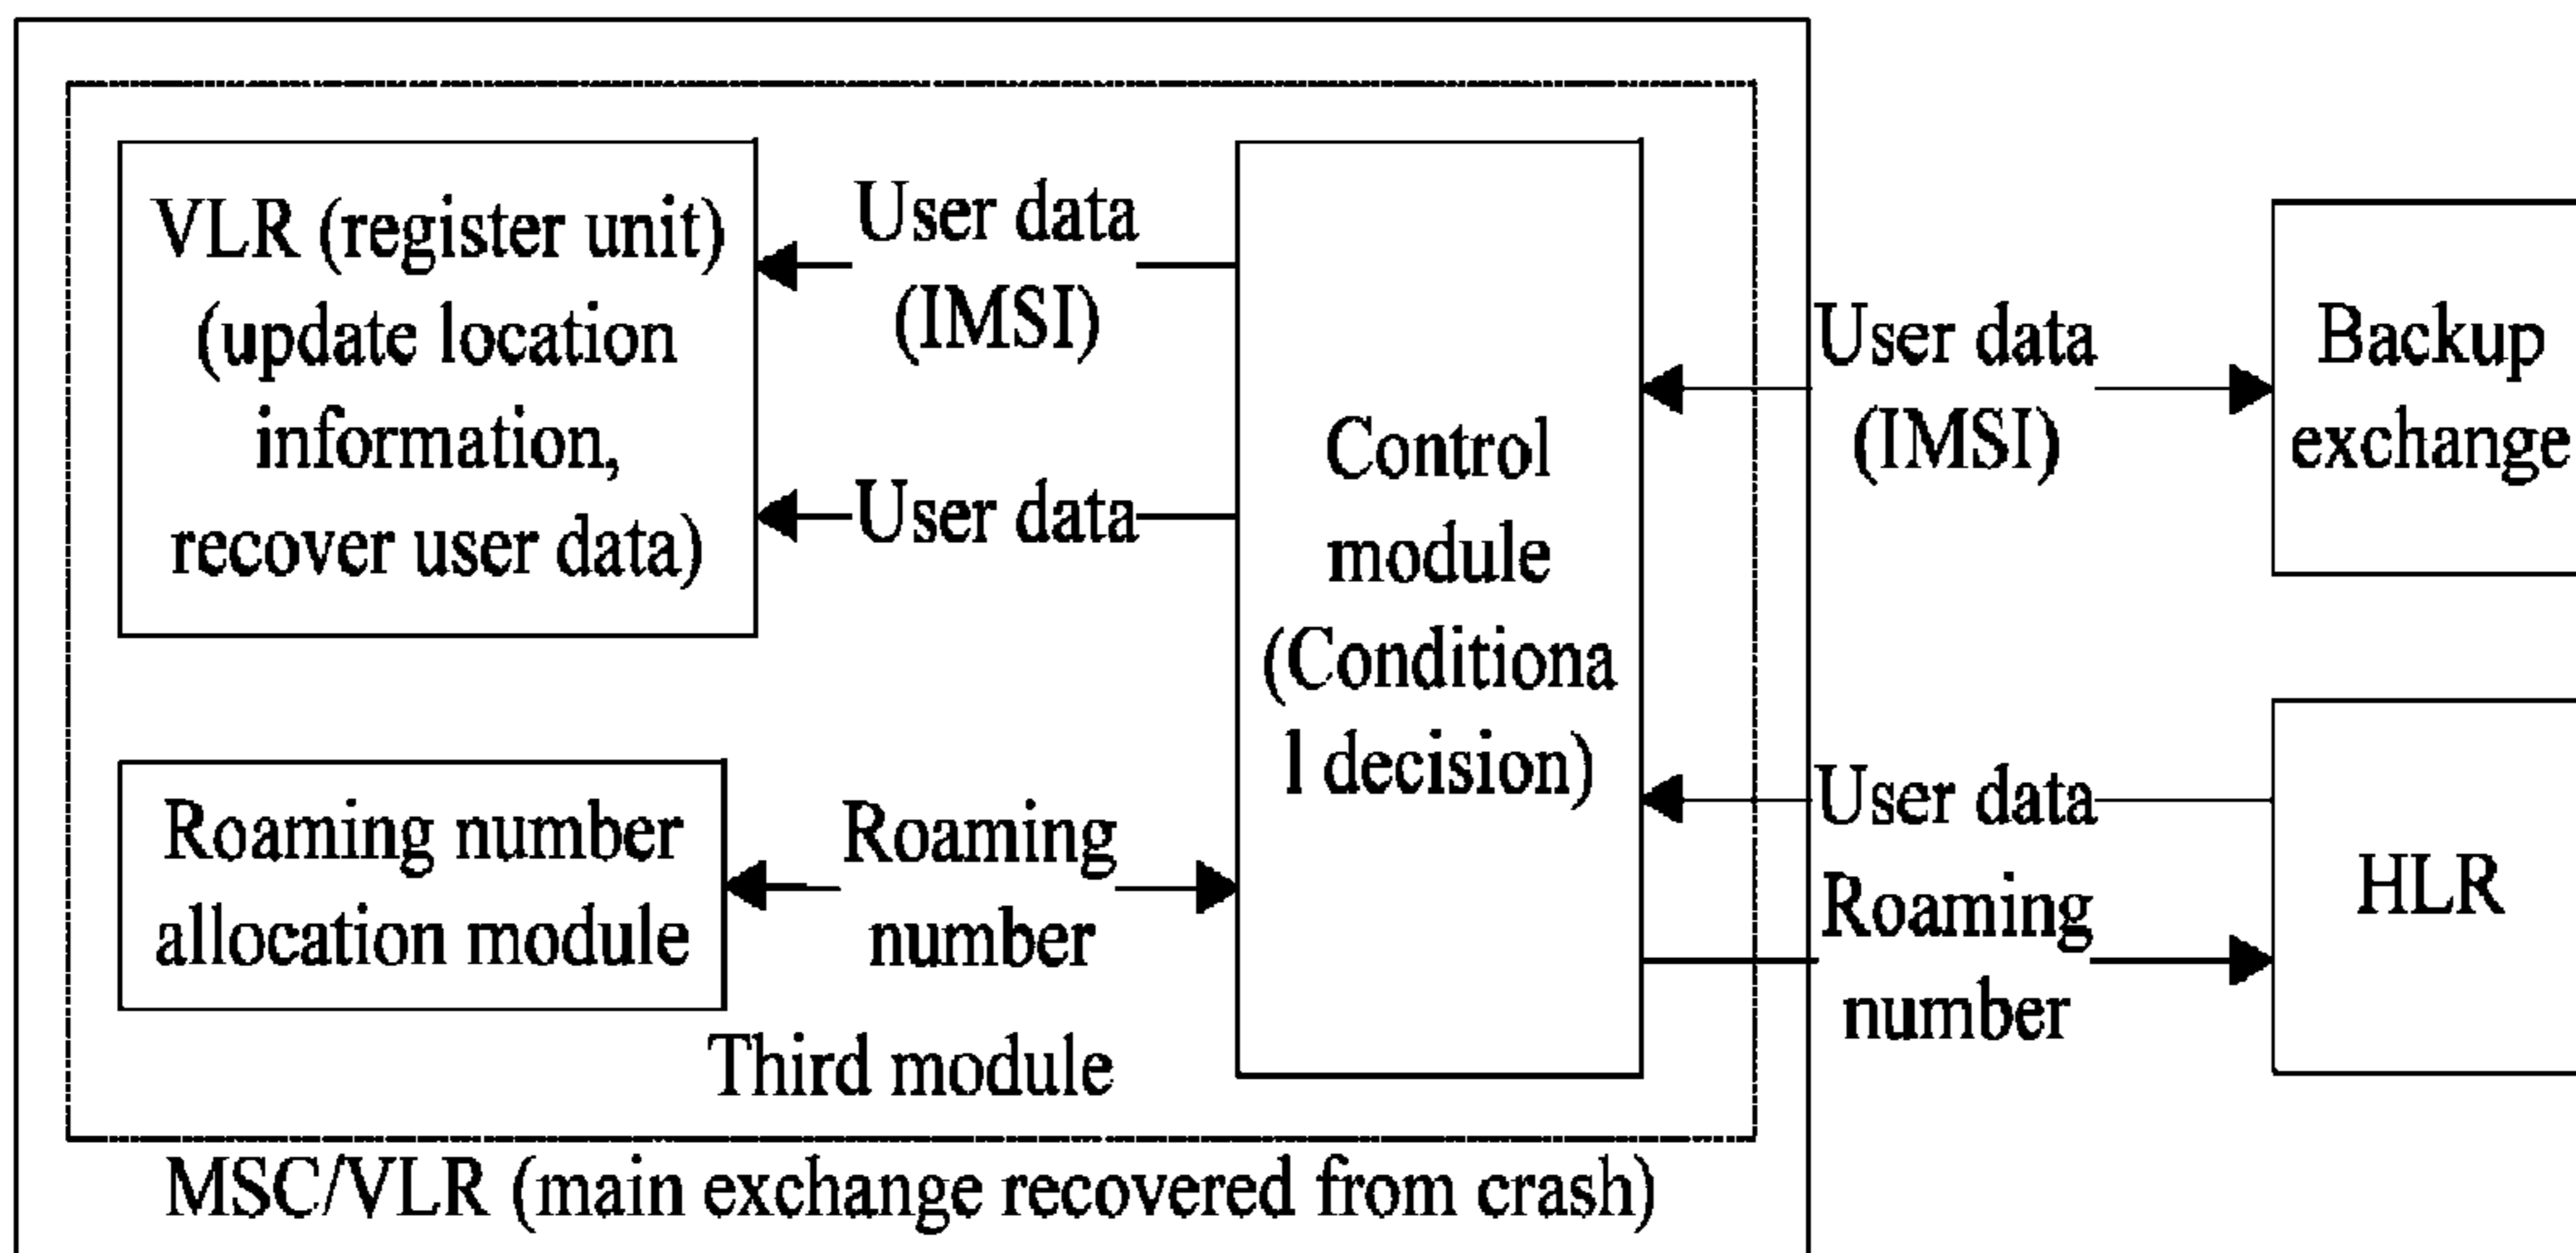 VLR (register unit)
(update location
information,
recover user data)
User data
(IMSI)
User data
Control
module
(Conditiona
l decision)
User data
(IMSI)
Backup
exchange
Roaming number
allocation module
Roaming
number
User data
Roaming
number
HLR
Third module
MSC/VLR (main exchange recovered from crash)